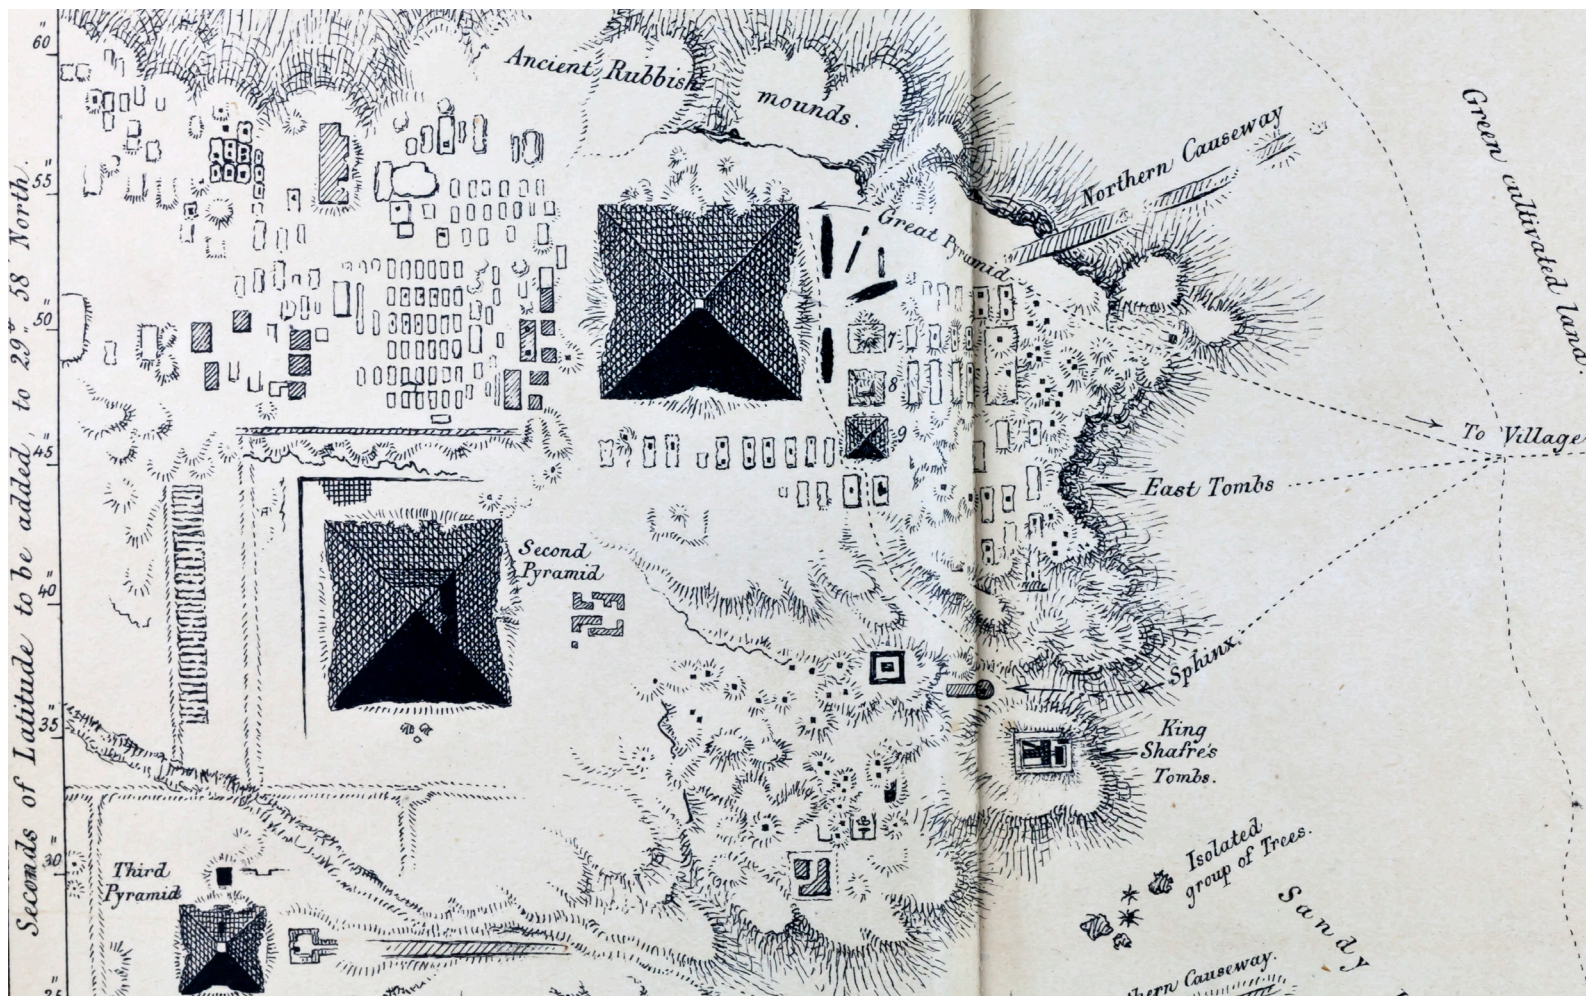 Seconds of Latitude to be added to 29° 58' North.
60"
55"
50"
45"
40"
35"
30"
25
Ancient Rubbish
mounds.
Northern Causeway
Green cultivated land.
Great Pyramid
7
8
9
To Village
East Tombs
Second
Pyramid
Sphinx.
King
Shafre's
Tombs.
Isolated
group of Trees.
Third
Pyramid
Sandy
thern Causeway.